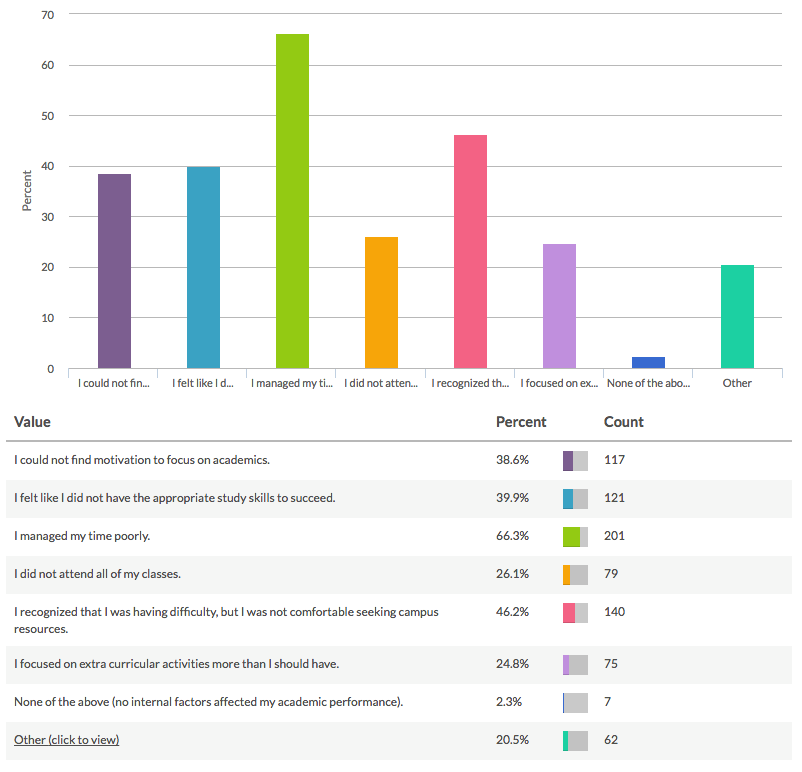 70
60
50
40
30
20
10
0
Percent
I could not fin... I felt like I d... I managed my ti... I did not atten... I recognized th... I focused on ex... None of the abo... Other
Value Percent Count
I could not find motivation to focus on academics. 38.6% 117
I felt like I did not have the appropriate study skills to succeed. 39.9% 121
I managed my time poorly. 66.3% 201
I did not attend all of my classes. 26.1% 79
I recognized that I was having difficulty, but I was not comfortable seeking campus 46.2% 140
resources.
I focused on extra curricular activities more than I should have. 24.8% 75
None of the above (no internal factors affected my academic performance). 2.3% 7
Other (click to view) 20.5% 62